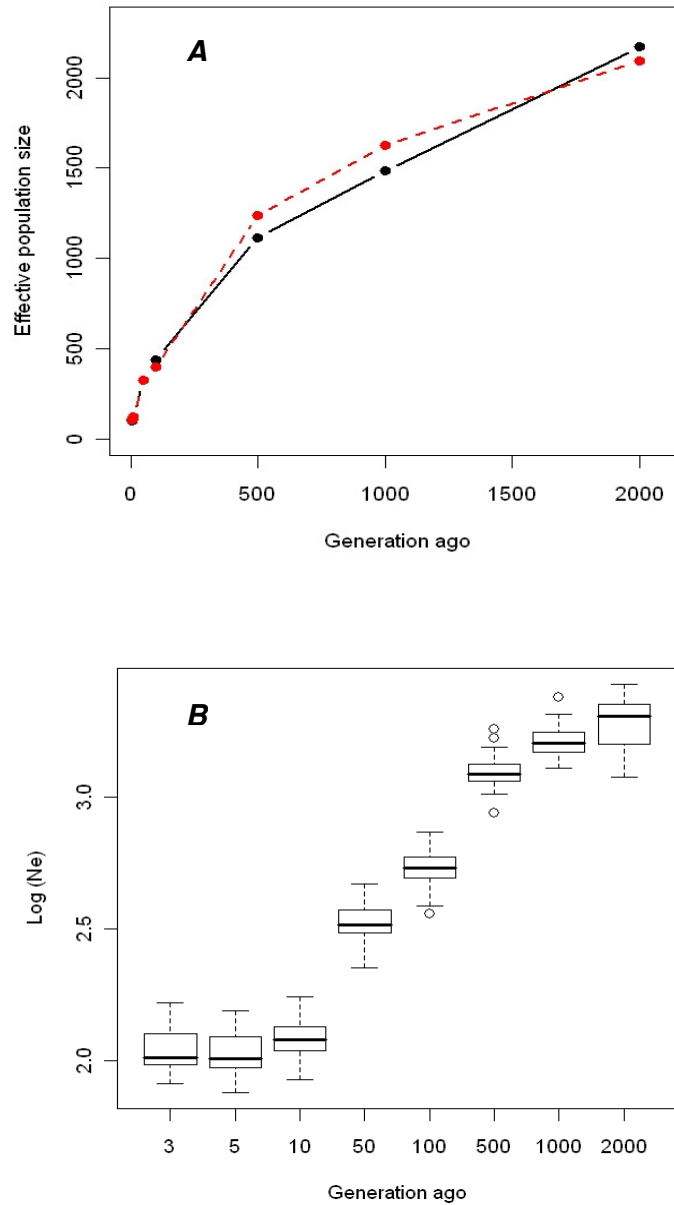 A
Effective population size
2000
1500
1000
500
0
0 500 1000 1500 2000
Generation ago
B
Log (Ne)
3.0
2.5
2.0
3 5 10 50 100 500 1000 2000
Generation ago